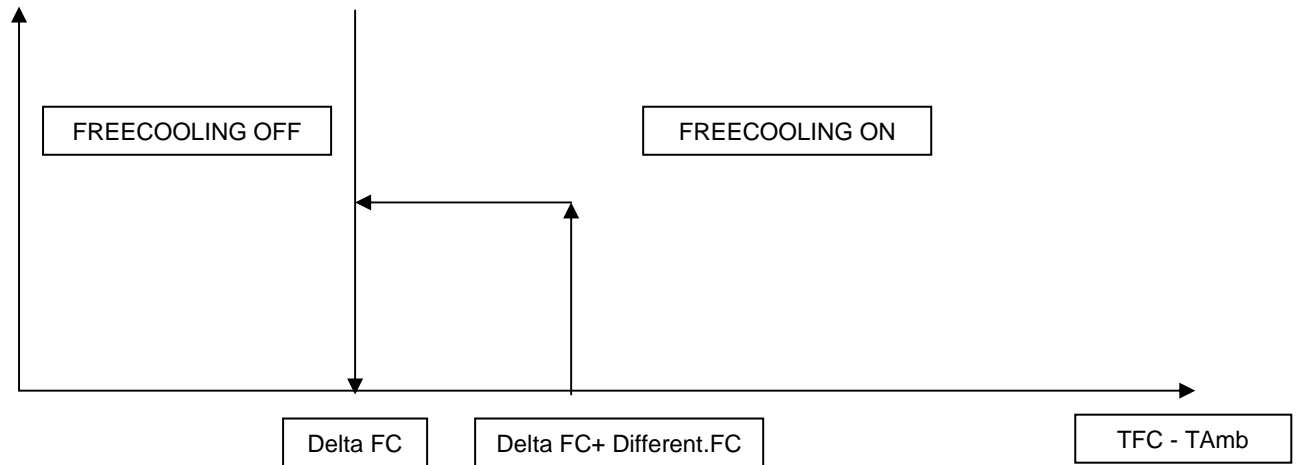 FREECOOLING OFF
FREECOOLING ON
Delta FC
Delta FC+ Different.FC
TFC - TAmb